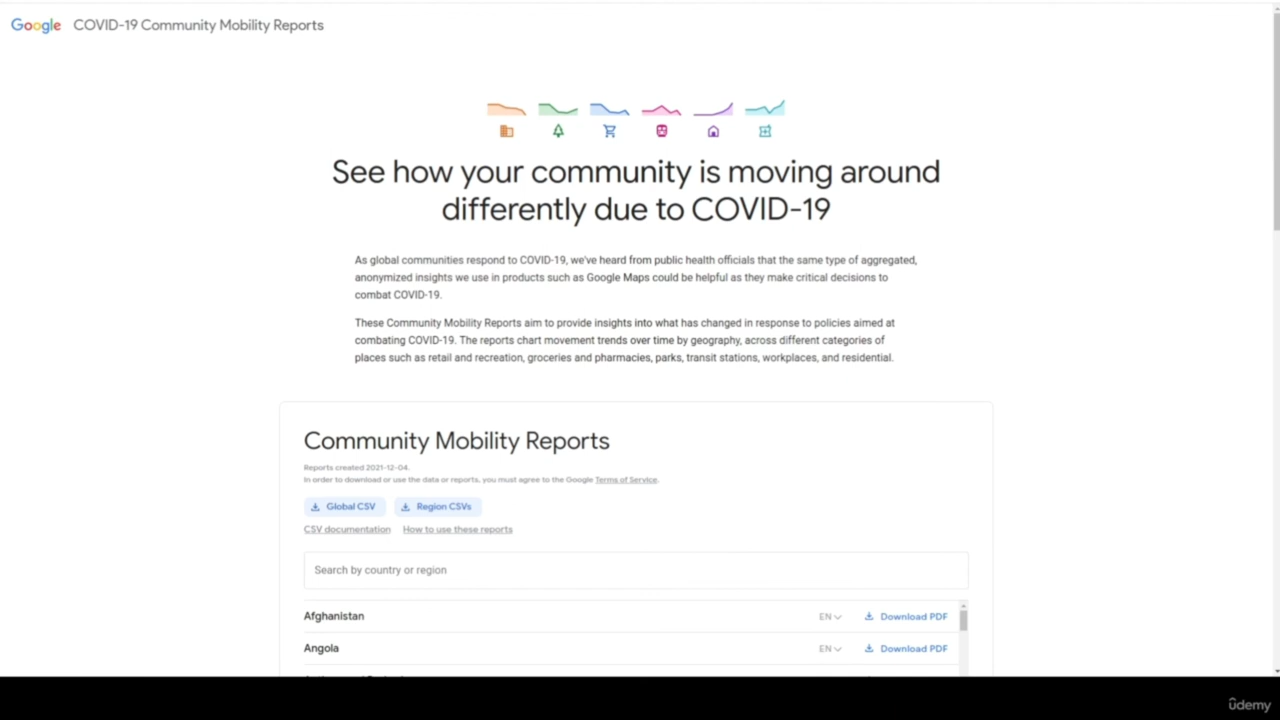 Google COVID-19 Community Mobility Reports
See how your community is moving around
differently due to COVID-19
As global communities respond to COVID-19, we've heard from public health officials that the same type of aggregated,
anonymized insights we use in products such as Google Maps could be helpful as they make critical decisions to
combat COVID-19.
These Community Mobility Reports aim to provide insights into what has changed in response to policies aimed at
combating COVID-19. The reports chart movement trends over time by geography, across different categories of
places such as retail and recreation, groceries and pharmacies, parks, transit stations, workplaces, and residential.
Community Mobility Reports
Reports created 2021-12-04.
In order to download or use the data or reports, you must agree to the Google Terms of Service.
Global CSV Region CSVs
CSV documentation How to use these reports
Search by country or region
Afghanistan EN Download PDF
Angola EN Download PDF
ûdemy